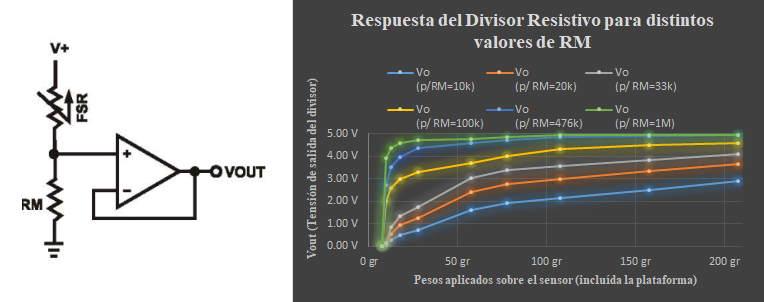 V+
FSR
RM
VOUT
Respuesta del Divisor Resistivo para distintos
valores de RM
Vo
(p/RM=10k)
Vo
(p/RM=20k)
Vo
(p/RM=33k)
Vo
(p/ RM=100k)
Vo
(p/ RM=476k)
Vo
(p/ RM=1M)
Vout (Tension de salida del divisor)
5.00 V
4.00 V
3.00 V
2.00 V
1.00 V
0.00 V
0 gr
50 gr
100 gr
150 gr
200 gr
Pesos aplicados sobre el sensor (incluida la plataforma)